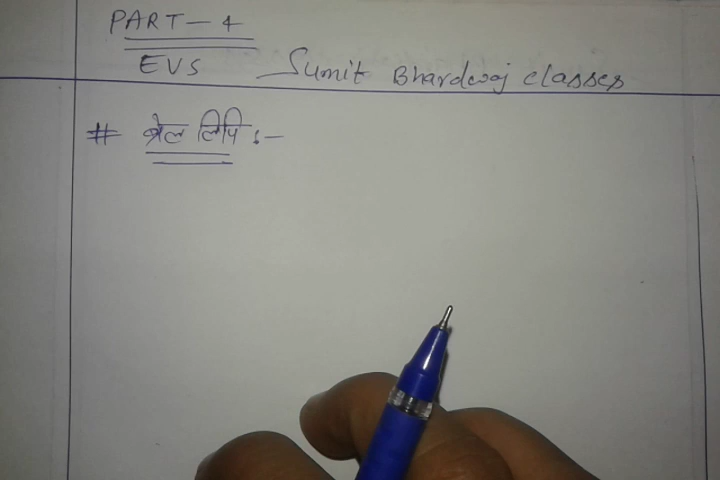 PART - 4
EVS Sumit Bhardwaj classes
# ब्रेल लिपि :-